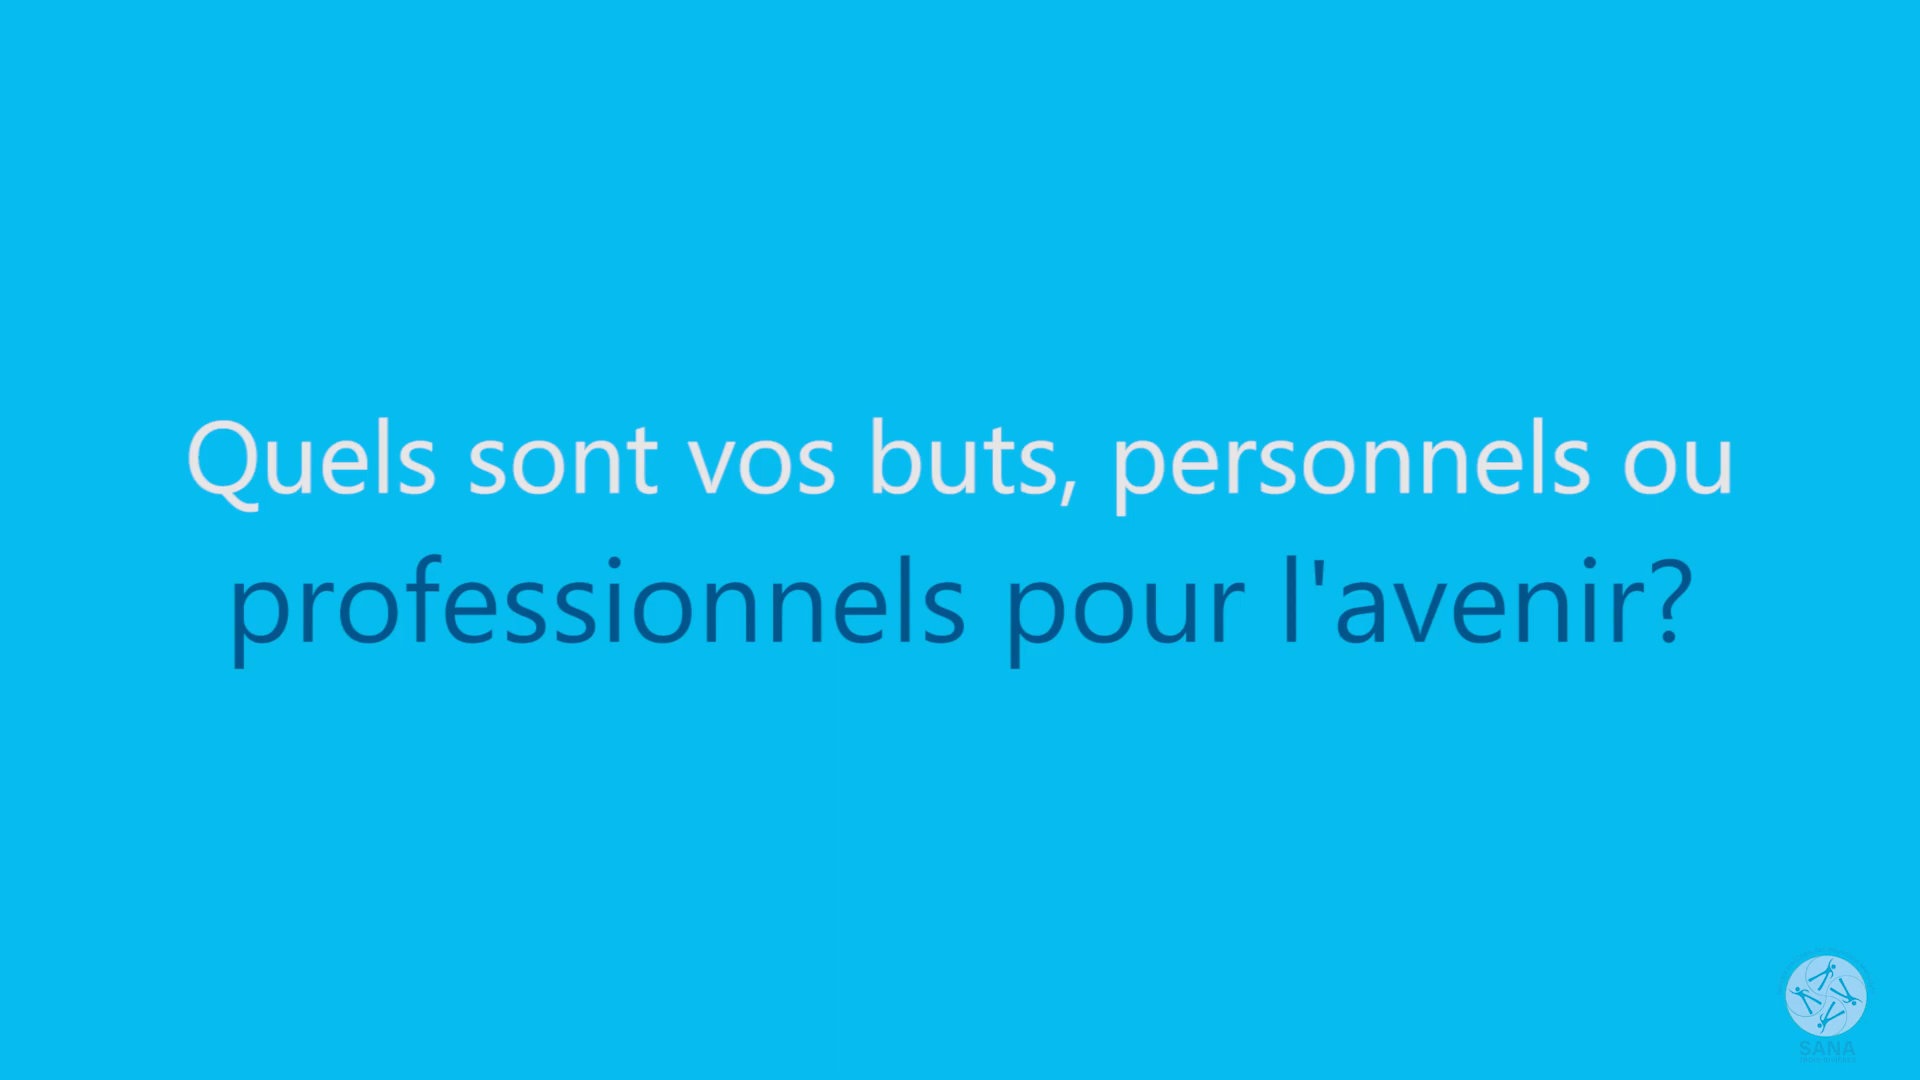 Quels sont vos buts, personnels ou
professionnels pour l'avenir?
SANA